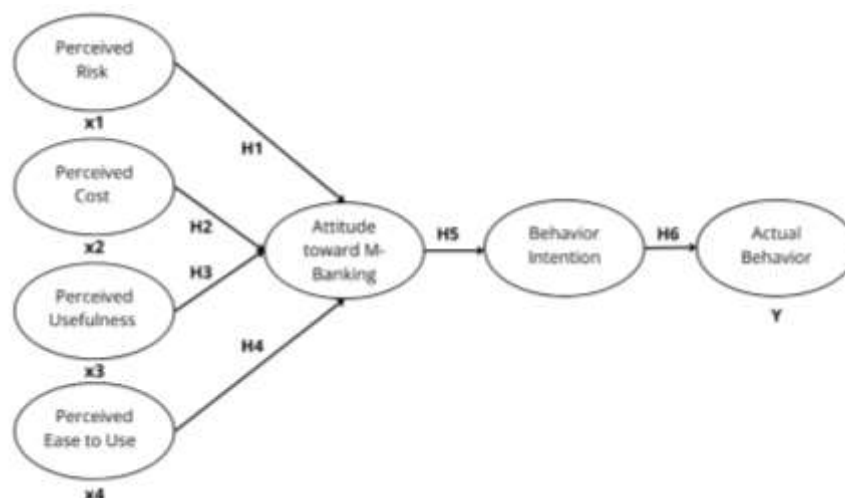 Perceived
Risk
x1
H1
Perceived
Cost
x2
H2
H3
Perceived
Usefulness
x3
H4
Perceived
Ease to Use
x4
Attitude
toward M-
Banking
H5
Behavior
Intention
H6
Actual
Behavior
Y